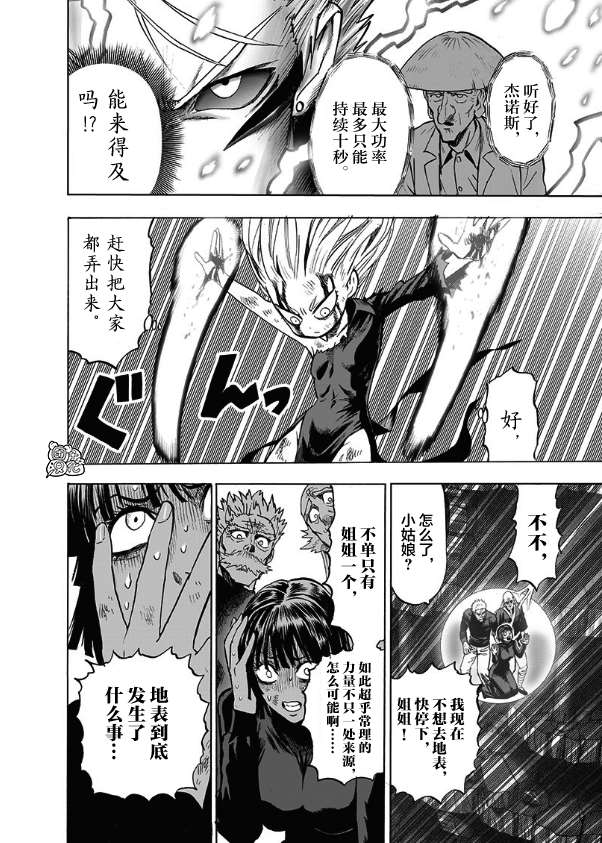 听好了，
杰诺斯，
最大功率
最多只能
持续十秒。
能来得及
吗!?
好，
赶快把大家
都弄出来。
ぐんっ
不不，
怎么了，
小姑娘？
我现在
不想去地表，
快停下，
姐姐！
不单只有
姐姐一个，
如此超乎常理的
力量不只一处来源，
怎么可能啊……
地表到底
发生了
什么事…